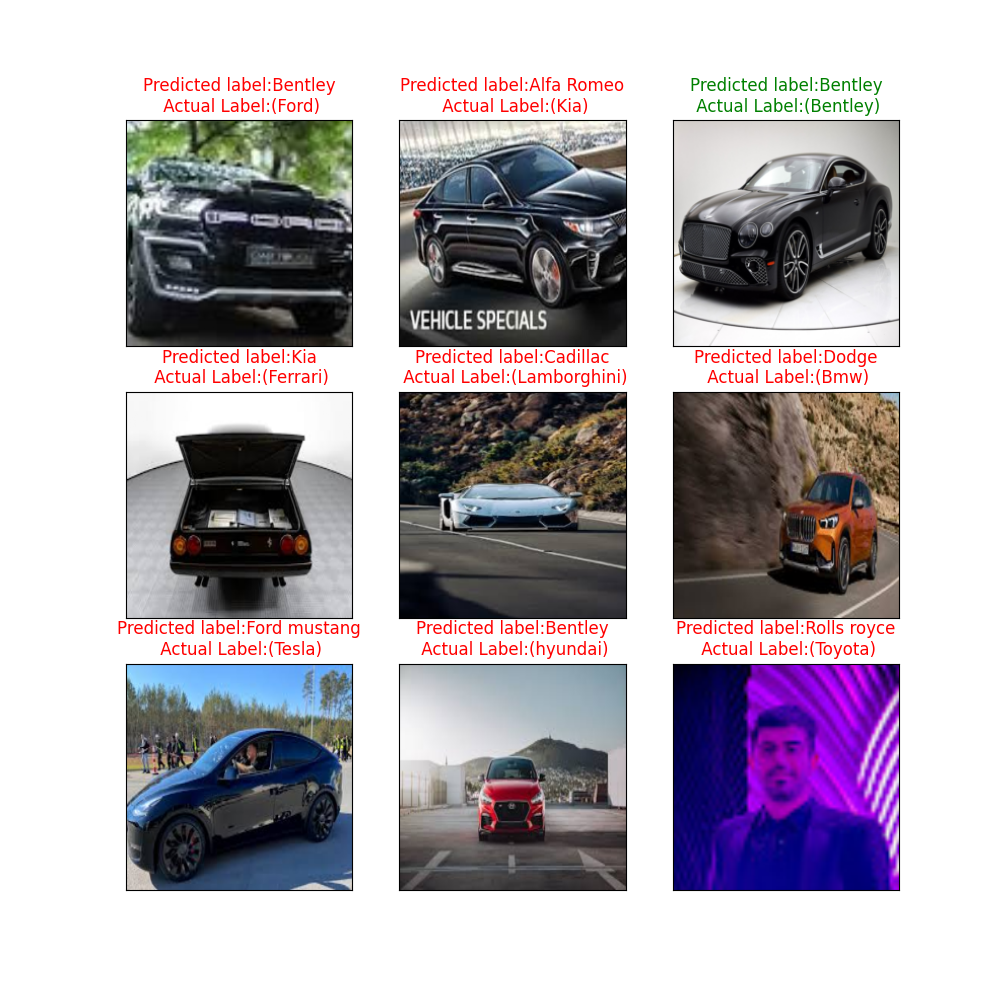 Predicted label:Bentley
Actual Label:(Ford)
Predicted label:Alfa Romeo
Actual Label:(Kia)
Predicted label:Bentley
Actual Label:(Bentley)
FORD
VEHICLE SPECIALS
Predicted label:Kia
Actual Label:(Ferrari)
Predicted label:Cadillac
Actual Label:(Lamborghini)
Predicted label:Dodge
Actual Label:(Bmw)
Predicted label:Ford mustang
Actual Label:(Tesla)
Predicted label:Bentley
Actual Label:(hyundai)
Predicted label:Rolls royce
Actual Label:(Toyota)